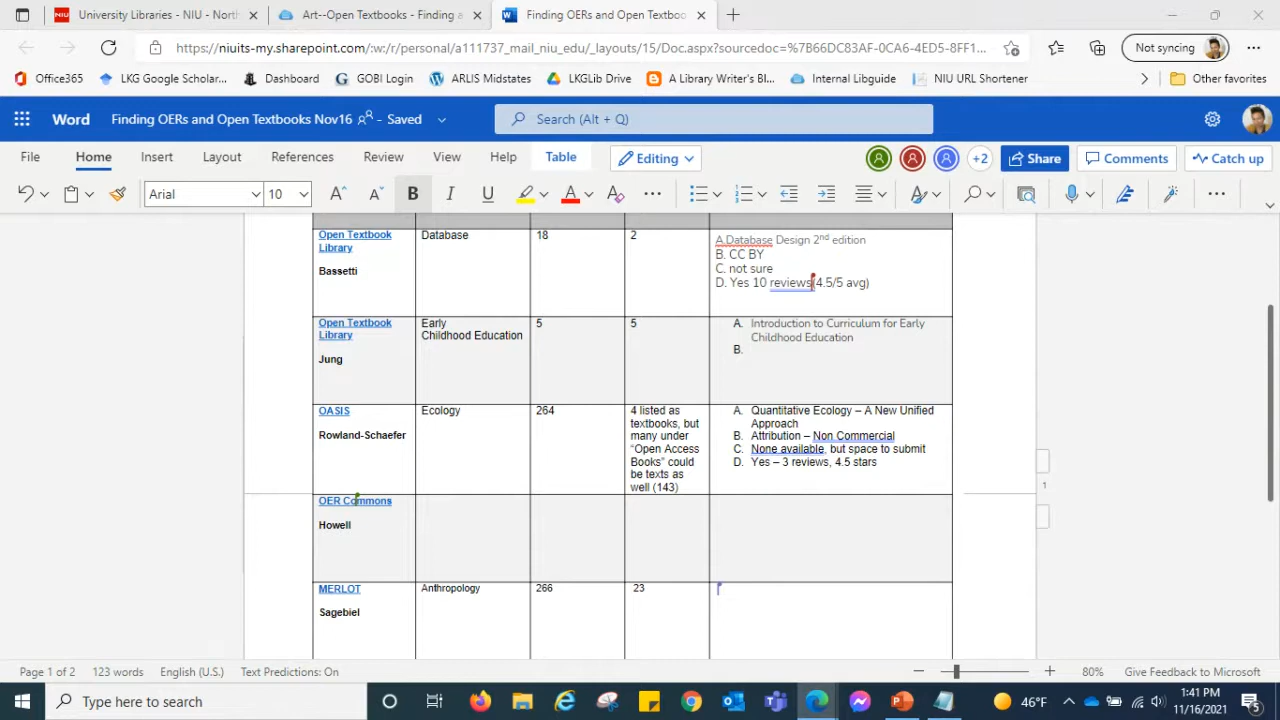 University Libraries - NIU - North
Art--Open Textbooks - Finding a
Finding OERs and Open Textboo
https://niuits-my.sharepoint.com/:w:/r/personal/a111737_mail_niu_edu/_layouts/15/Doc.aspx?sourcedoc=%7B66DC83AF-0CA6-4ED5-8FF1...
Not syncing
Office365
LKG Google Scholar...
Dashboard
GOBI Login
ARLIS Midstates
LKGLib Drive
A Library Writer's Bl...
Internal Libguide
NIU URL Shortener
Other favorites
Word
Finding OERs and Open Textbooks Nov16
- Saved
Search (Alt + Q)
File
Home
Insert
Layout
References
Review
View
Help
Table
Editing
+2
Share
Comments
Catch up
Arial
10
B
I
U
Open Textbook
Library
Bassetti
Database
18
2
A.Database Design 2nd edition
B. CC BY
C. not sure
D. Yes 10 reviews(4.5/5 avg)
Open Textbook
Library
Jung
Early
Childhood Education
5
5
A. Introduction to Curriculum for Early
Childhood Education
B.
OASIS
Rowland-Schaefer
Ecology
264
4 listed as
textbooks, but
many under
"Open Access
Books" could
be texts as
well (143)
A. Quantitative Ecology – A New Unified
Approach
B. Attribution – Non Commercial
C. None available, but space to submit
D. Yes – 3 reviews, 4.5 stars
1
OER Commons
Howell
MERLOT
Sagebiel
Anthropology
266
23
Page 1 of 2
123 words
English (U.S.)
Text Predictions: On
80%
Give Feedback to Microsoft
Type here to search
46°F
1:41 PM
11/16/2021
5